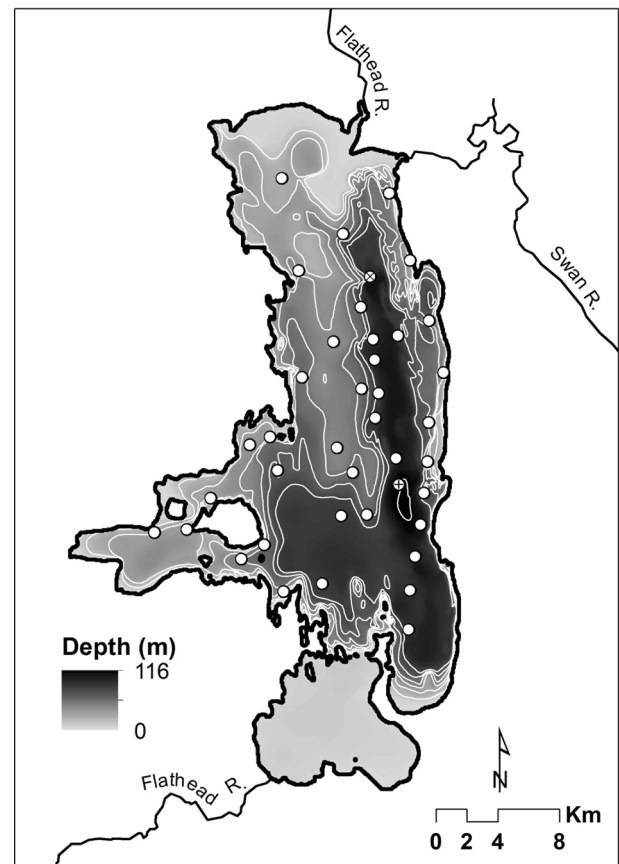 Flathead R.
Swan R.
Depth (m)
116
0
Flathead R.
N
Km
0 2 4 8